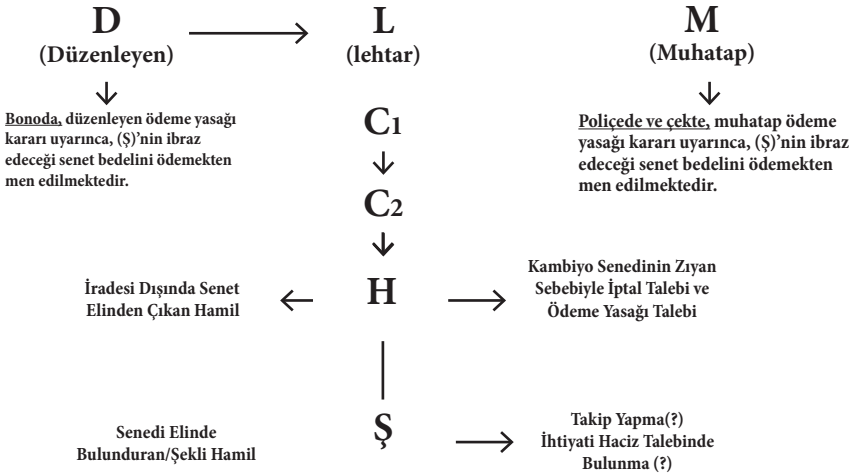 D
(Düzenleyen)
L
(lehtar)
M
(Muhatap)
Bonoda, düzenleyen ödeme yasağı
kararı uyarınca, (Ş)'nin ibraz
edeceği senet bedelini ödemekten
men edilmektedir.
C1
Poliçede ve çekte, muhatap ödeme
yasağı kararı uyarınca, (Ş)'nin ibraz
edeceği senet bedelini ödemekten
men edilmektedir.
C2
İradesi Dışında Senet
Elinden Çıkan Hamil
H
Kambiyo Senedinin Zıyan
Sebebiyle İptal Talebi ve
Ödeme Yasağı Talebi
Senedi Elinde
Bulunduran/Şekli Hamil
Ş
Takip Yapma(?)
İhtiyati Haciz Talebinde
Bulunma (?)